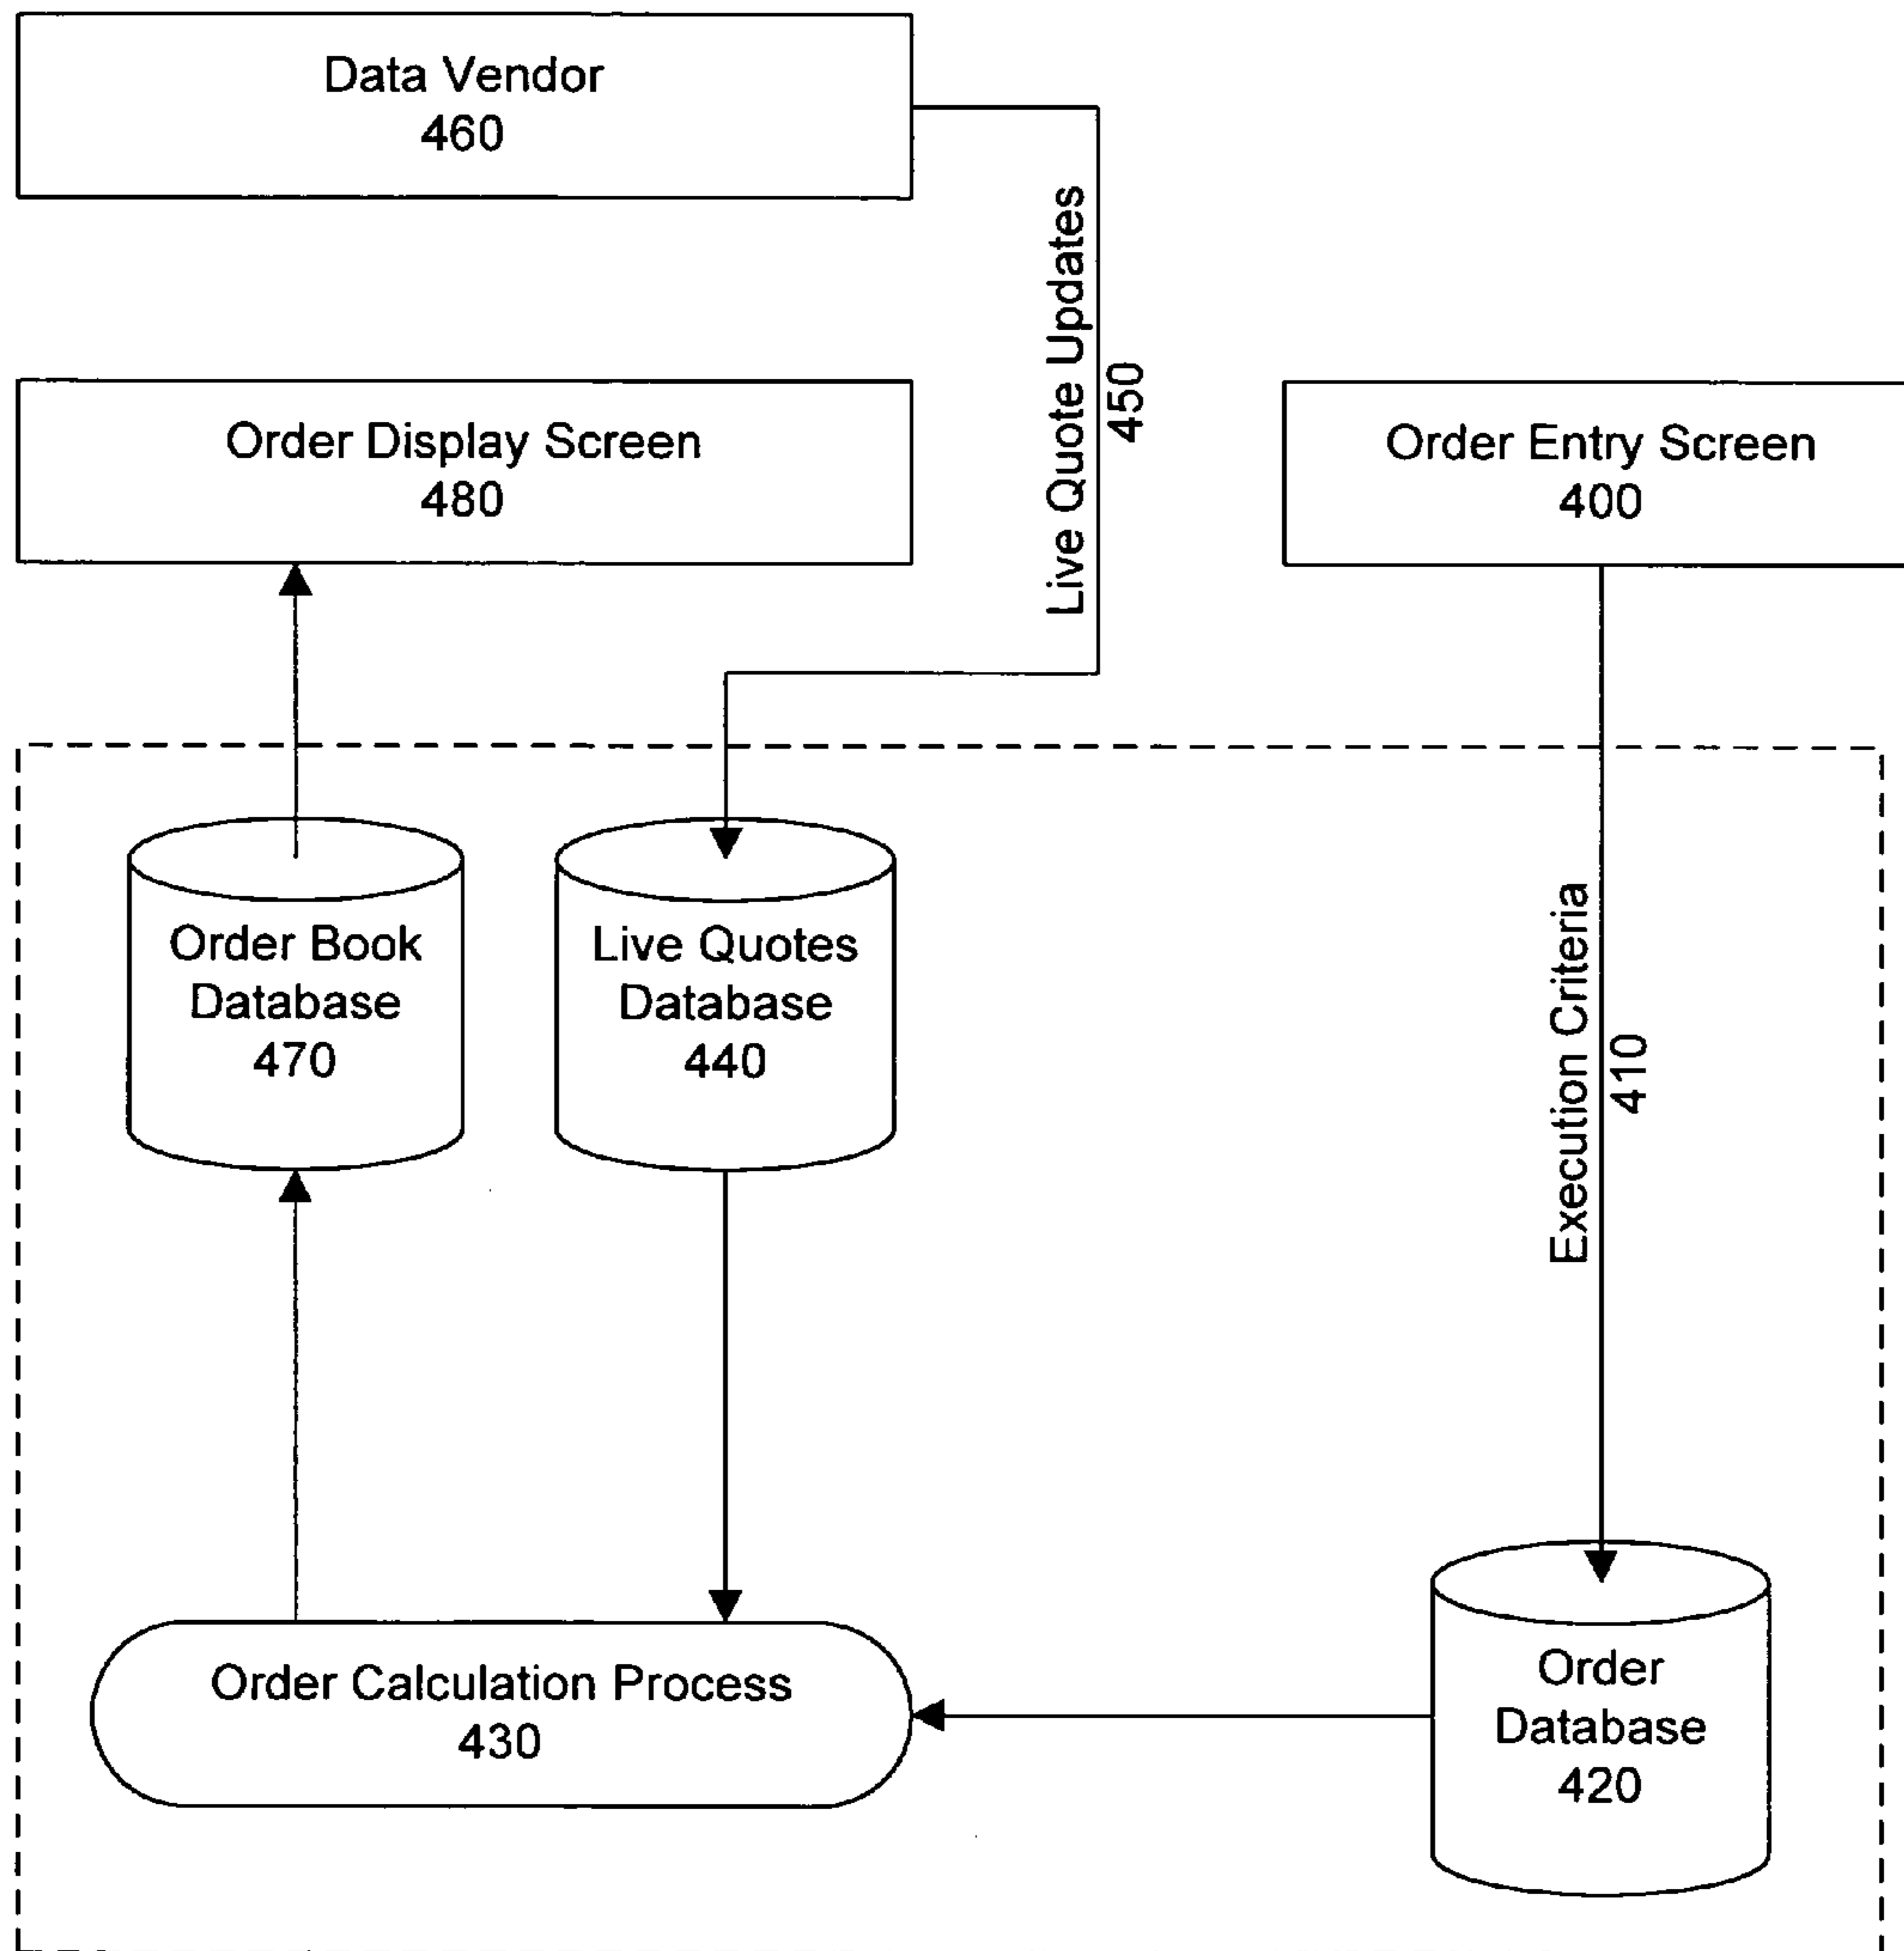 Data Vendor
460
Live Quote Updates
450
Order Display Screen
480
Order Entry Screen
400
Order Book
Database
470
Live Quotes
Database
440
Execution Criteria
410
Order Calculation Process
430
Order
Database
420